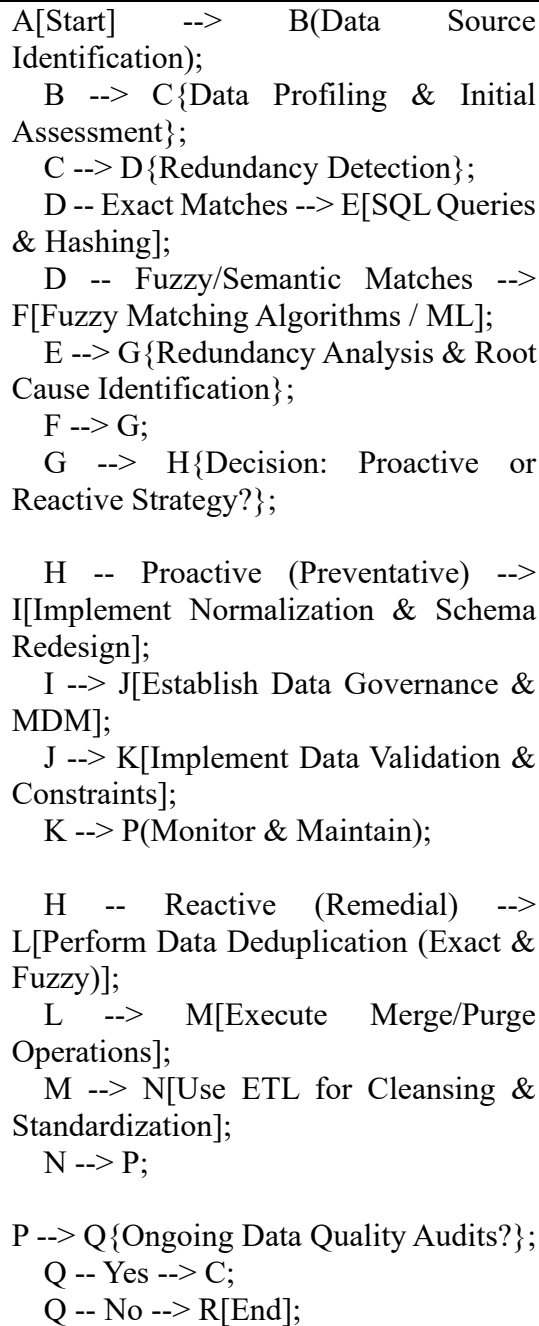 A[Start] --> B(Data Source
Identification);
B --> C{Data Profiling & Initial
Assessment};
C --> D{Redundancy Detection};
D -- Exact Matches --> E[SQL Queries
& Hashing];
D -- Fuzzy/Semantic Matches -->
F[Fuzzy Matching Algorithms / ML];
E --> G{Redundancy Analysis & Root
Cause Identification};
F --> G;
G --> H{Decision: Proactive or
Reactive Strategy?};
H -- Proactive (Preventative) -->
I[Implement Normalization & Schema
Redesign];
I --> J[Establish Data Governance &
MDM];
J --> K[Implement Data Validation &
Constraints];
K --> P(Monitor & Maintain);
H -- Reactive (Remedial) -->
L[Perform Data Deduplication (Exact &
Fuzzy)];
L --> M[Execute Merge/Purge
Operations];
M --> N[Use ETL for Cleansing &
Standardization];
N --> P;
P --> Q{Ongoing Data Quality Audits?};
Q -- Yes --> C;
Q -- No --> R[End];